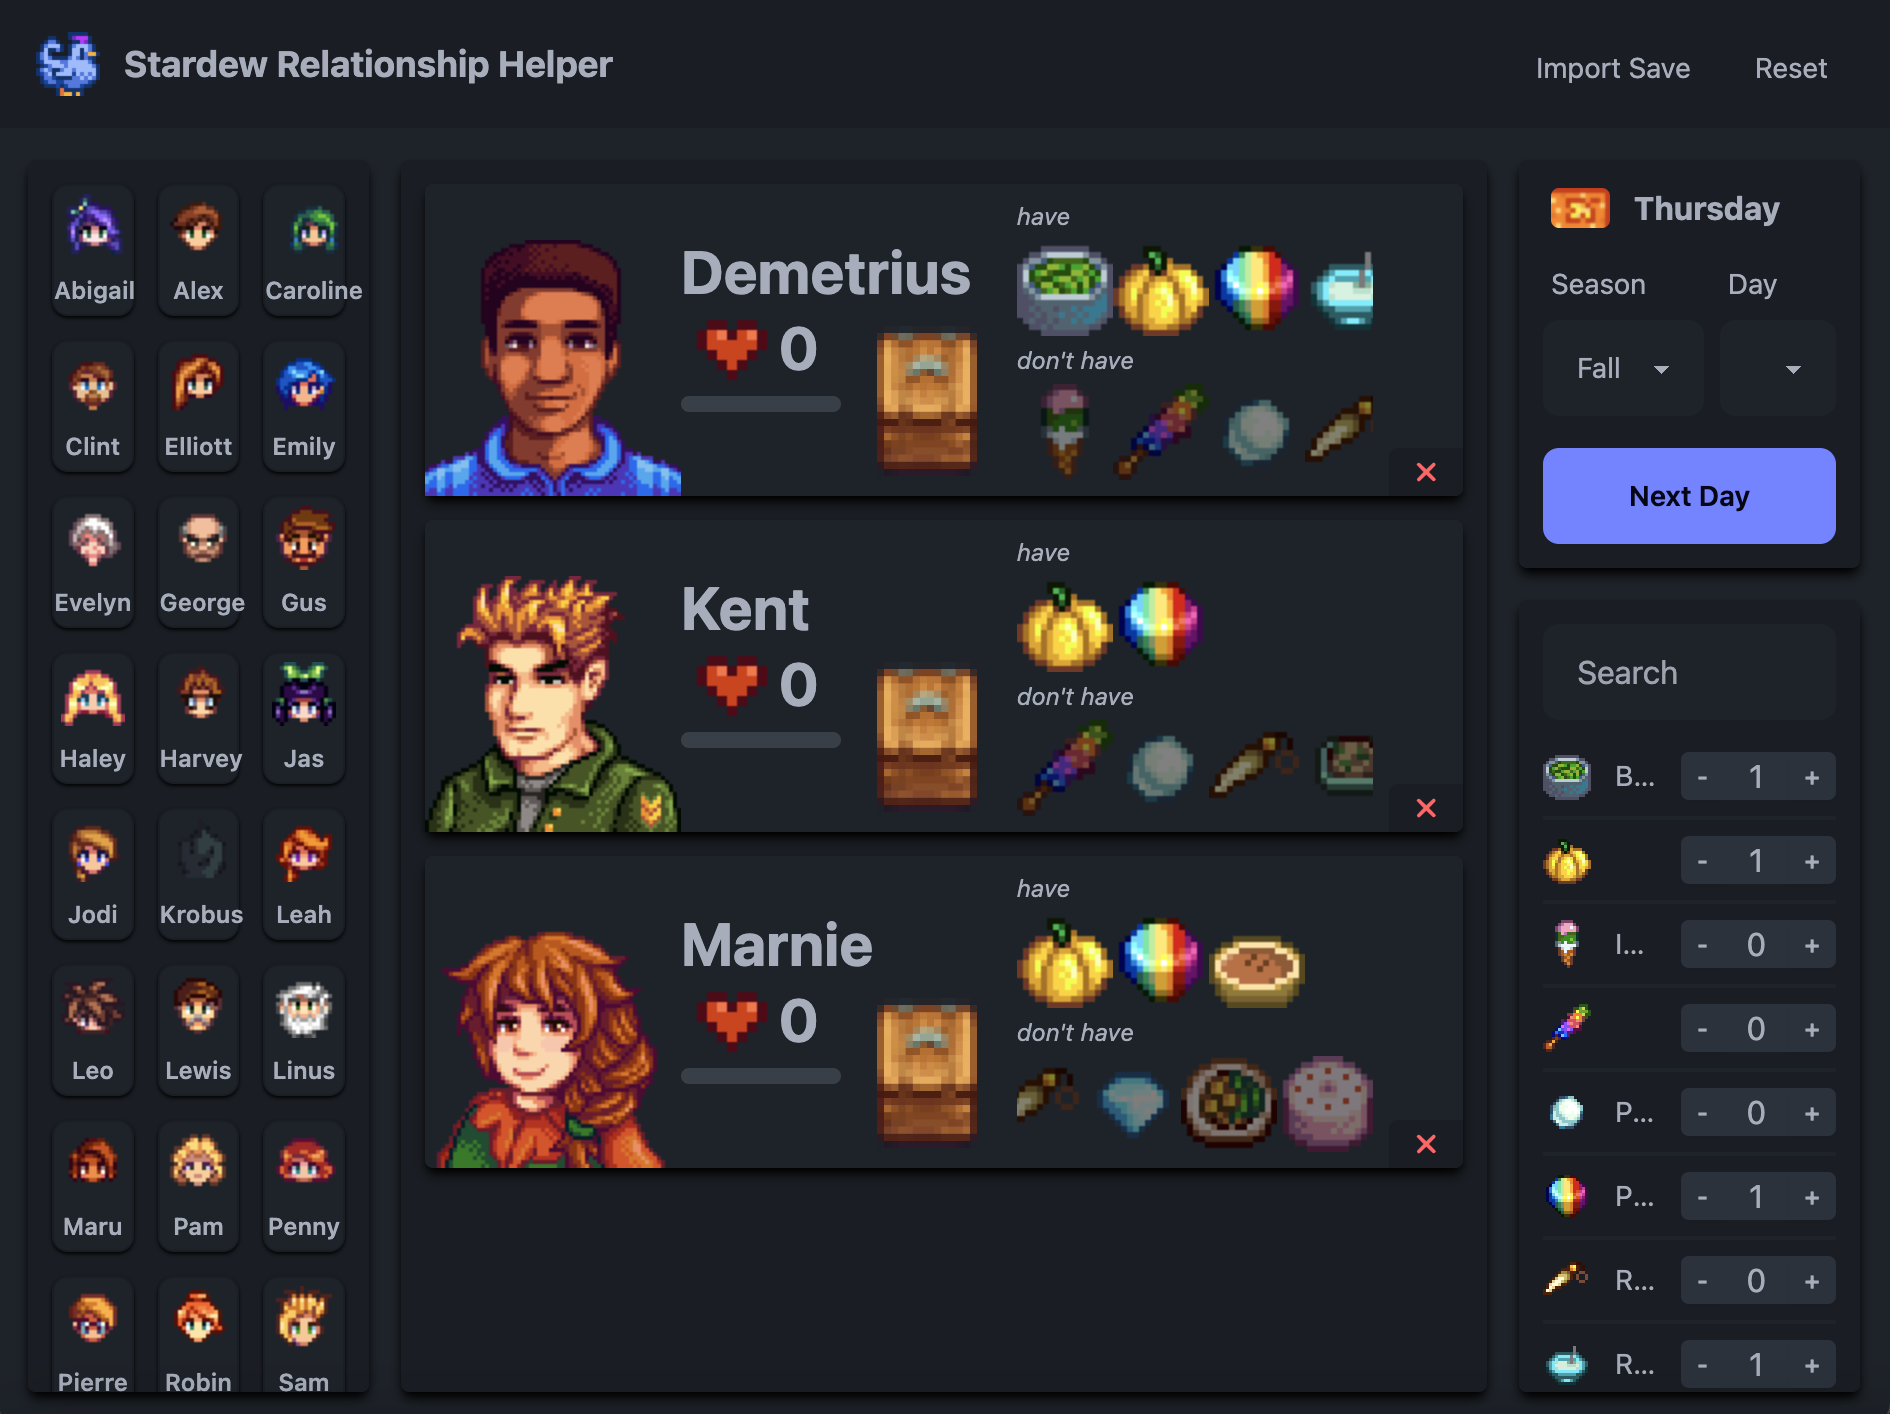 Stardew Relationship Helper
Import Save
Reset
Abigail
Alex
Caroline
Clint
Elliott
Emily
Evelyn
George
Gus
Haley
Harvey
Jas
Jodi
Krobus
Leah
Leo
Lewis
Linus
Maru
Pam
Penny
Pierre
Robin
Sam
Demetrius
0
have
don't have
Kent
0
have
don't have
Marnie
0
have
don't have
Thursday
Season
Day
Fall
Next Day
Search
B... - 1 +
- 1 +
I... - 0 +
- 0 +
P... - 0 +
P... - 1 +
R... - 0 +
R... - 1 +